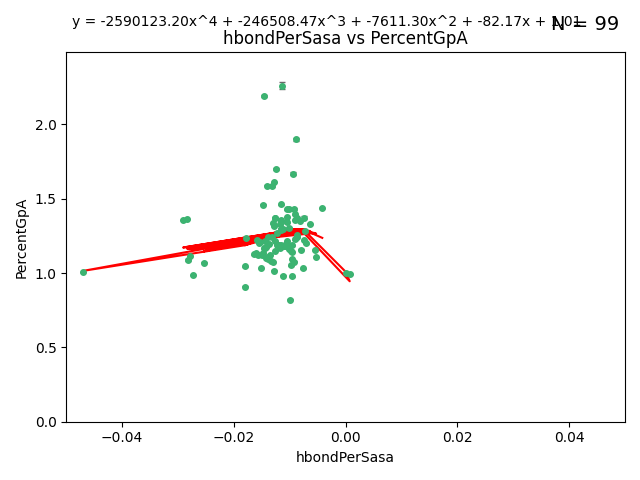 y = -2590123.20x^4 + -246508.47x^3 + -7611.30x^2 + -82.17x + 1.01
N = 99
hbondPerSasa vs PercentGpA
2.0
1.5
1.0
0.5
0.0
PercentGpA
−0.04 −0.02 0.00 0.02 0.04
hbondPerSasa